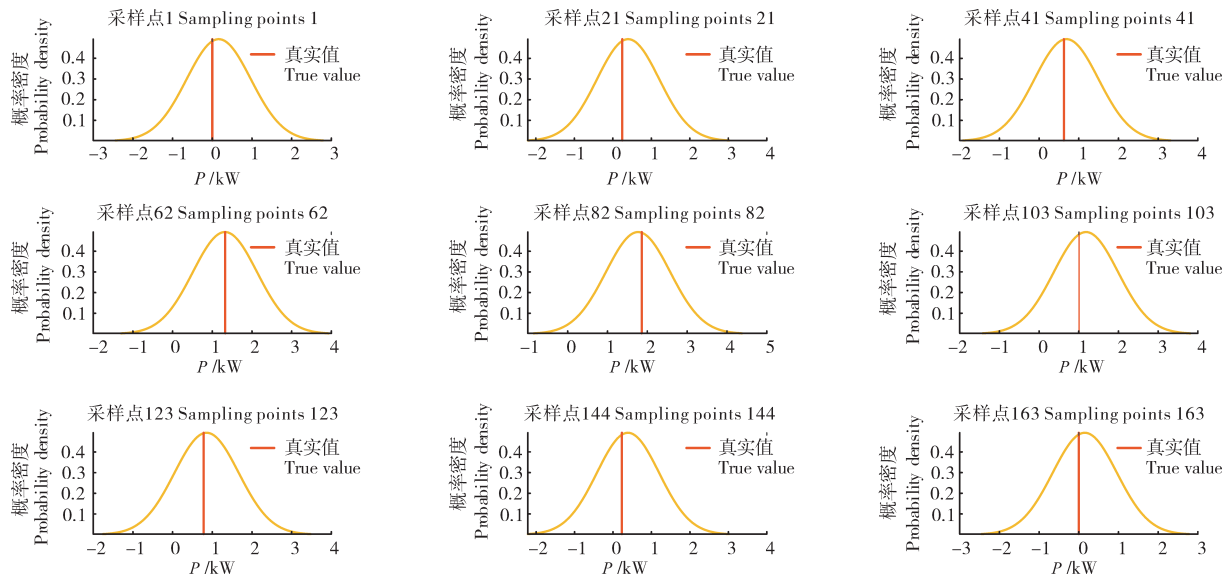 采样点1 Sampling points 1
概率密度
Probability density
0.4
0.3
0.2
0.1
真实值
True value
−3 −2 −1 0 1 2 3
P /kW
采样点21 Sampling points 21
概率密度
Probability density
0.4
0.3
0.2
0.1
真实值
True value
−2 −1 0 1 2 3 4
P /kW
采样点41 Sampling points 41
概率密度
Probability density
0.4
0.3
0.2
0.1
真实值
True value
−2 −1 0 1 2 3 4
P /kW
采样点62 Sampling points 62
概率密度
Probability density
0.4
0.3
0.2
0.1
真实值
True value
−2 −1 0 1 2 3 4
P /kW
采样点82 Sampling points 82
概率密度
Probability density
0.4
0.3
0.2
0.1
真实值
True value
−1 0 1 2 3 4 5
P /kW
采样点103 Sampling points 103
概率密度
Probability density
0.4
0.3
0.2
0.1
真实值
True value
−2 −1 0 1 2 3 4
P /kW
采样点123 Sampling points 123
概率密度
Probability density
0.4
0.3
0.2
0.1
真实值
True value
−2 −1 0 1 2 3 4
P /kW
采样点144 Sampling points 144
概率密度
Probability density
0.4
0.3
0.2
0.1
真实值
True value
−2 −1 0 1 2 3 4
P /kW
采样点163 Sampling points 163
概率密度
Probability density
0.4
0.3
0.2
0.1
真实值
True value
−3 −2 −1 0 1 2 3
P /kW